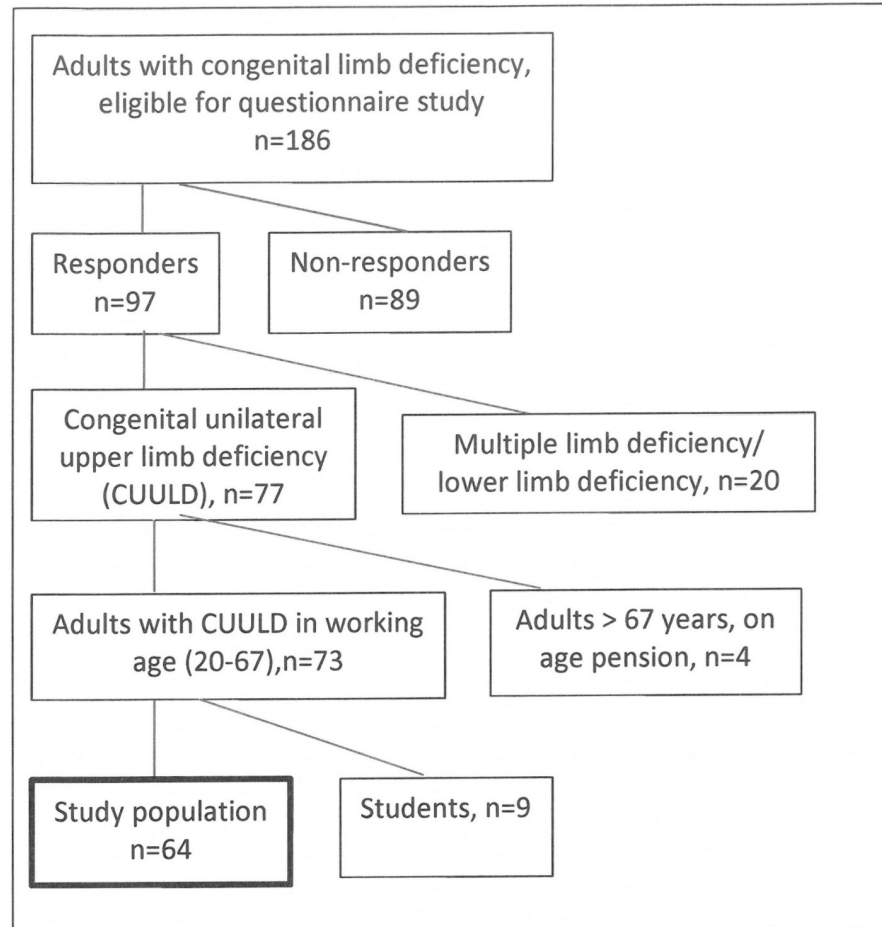 Adults with congenital limb deficiency,
eligible for questionnaire study
n=186
Responders
n=97
Non-responders
n=89
Congenital unilateral
upper limb deficiency
(CUULD), n=77
Multiple limb deficiency/
lower limb deficiency, n=20
Adults with CUULD in working
age (20-67),n=73
Adults > 67 years, on
age pension, n=4
Study population
n=64
Students, n=9